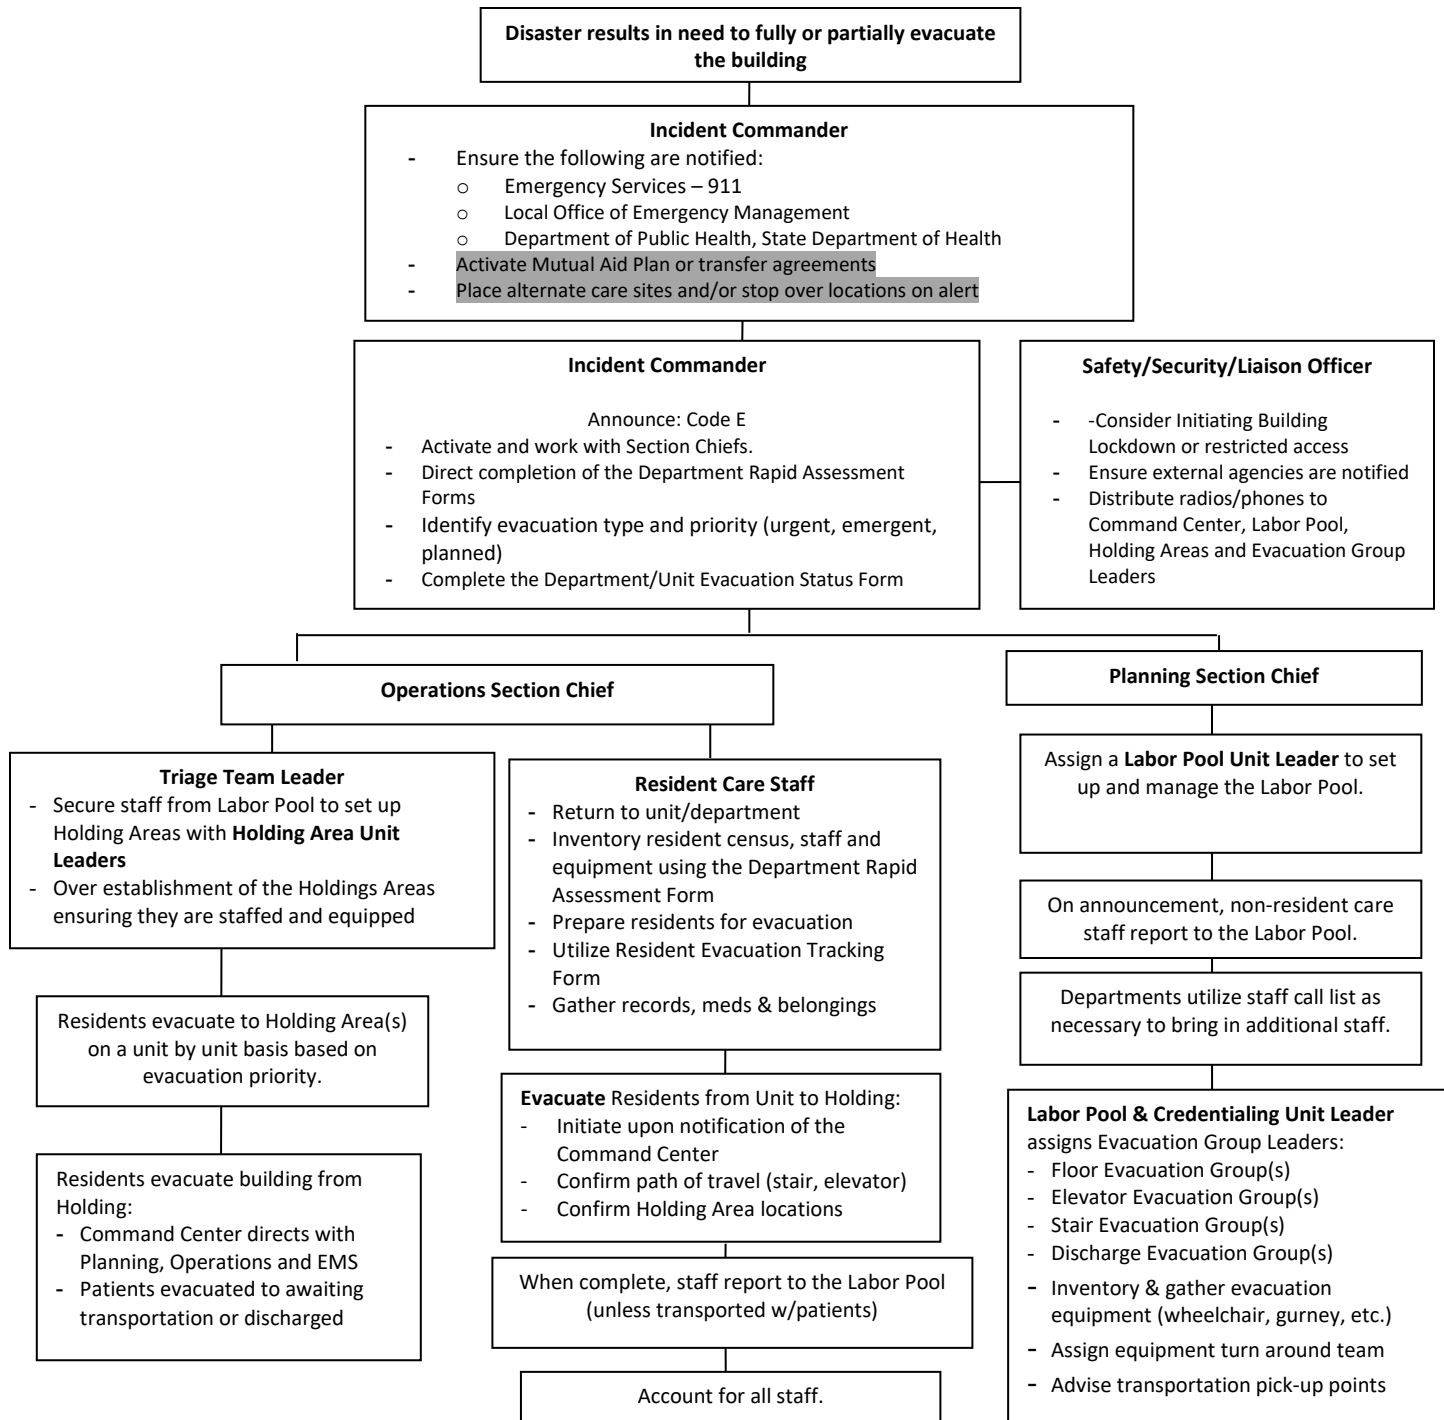 Disaster results in need to fully or partially evacuate
the building
Incident Commander
- Ensure the following are notified:
o Emergency Services – 911
o Local Office of Emergency Management
o Department of Public Health, State Department of Health
- Activate Mutual Aid Plan or transfer agreements
- Place alternate care sites and/or stop over locations on alert
Incident Commander
Announce: Code E
- Activate and work with Section Chiefs.
- Direct completion of the Department Rapid Assessment
Forms
- Identify evacuation type and priority (urgent, emergent,
planned)
- Complete the Department/Unit Evacuation Status Form
Safety/Security/Liaison Officer
- -Consider Initiating Building
Lockdown or restricted access
- Ensure external agencies are notified
- Distribute radios/phones to
Command Center, Labor Pool,
Holding Areas and Evacuation Group
Leaders
Operations Section Chief
Planning Section Chief
Triage Team Leader
- Secure staff from Labor Pool to set up
Holding Areas with Holding Area Unit
Leaders
- Over establishment of the Holdings Areas
ensuring they are staffed and equipped
Residents evacuate to Holding Area(s)
on a unit by unit basis based on
evacuation priority.
Residents evacuate building from
Holding:
- Command Center directs with
Planning, Operations and EMS
- Patients evacuated to awaiting
transportation or discharged
Resident Care Staff
- Return to unit/department
- Inventory resident census, staff and
equipment using the Department Rapid
Assessment Form
- Prepare residents for evacuation
- Utilize Resident Evacuation Tracking
Form
- Gather records, meds & belongings
Evacuate Residents from Unit to Holding:
- Initiate upon notification of the
Command Center
- Confirm path of travel (stair, elevator)
- Confirm Holding Area locations
When complete, staff report to the Labor Pool
(unless transported w/patients)
Account for all staff.
Assign a Labor Pool Unit Leader to set
up and manage the Labor Pool.
On announcement, non-resident care
staff report to the Labor Pool.
Departments utilize staff call list as
necessary to bring in additional staff.
Labor Pool & Credentialing Unit Leader
assigns Evacuation Group Leaders:
- Floor Evacuation Group(s)
- Elevator Evacuation Group(s)
- Stair Evacuation Group(s)
- Discharge Evacuation Group(s)
- Inventory & gather evacuation
equipment (wheelchair, gurney, etc.)
- Assign equipment turn around team
- Advise transportation pick-up points